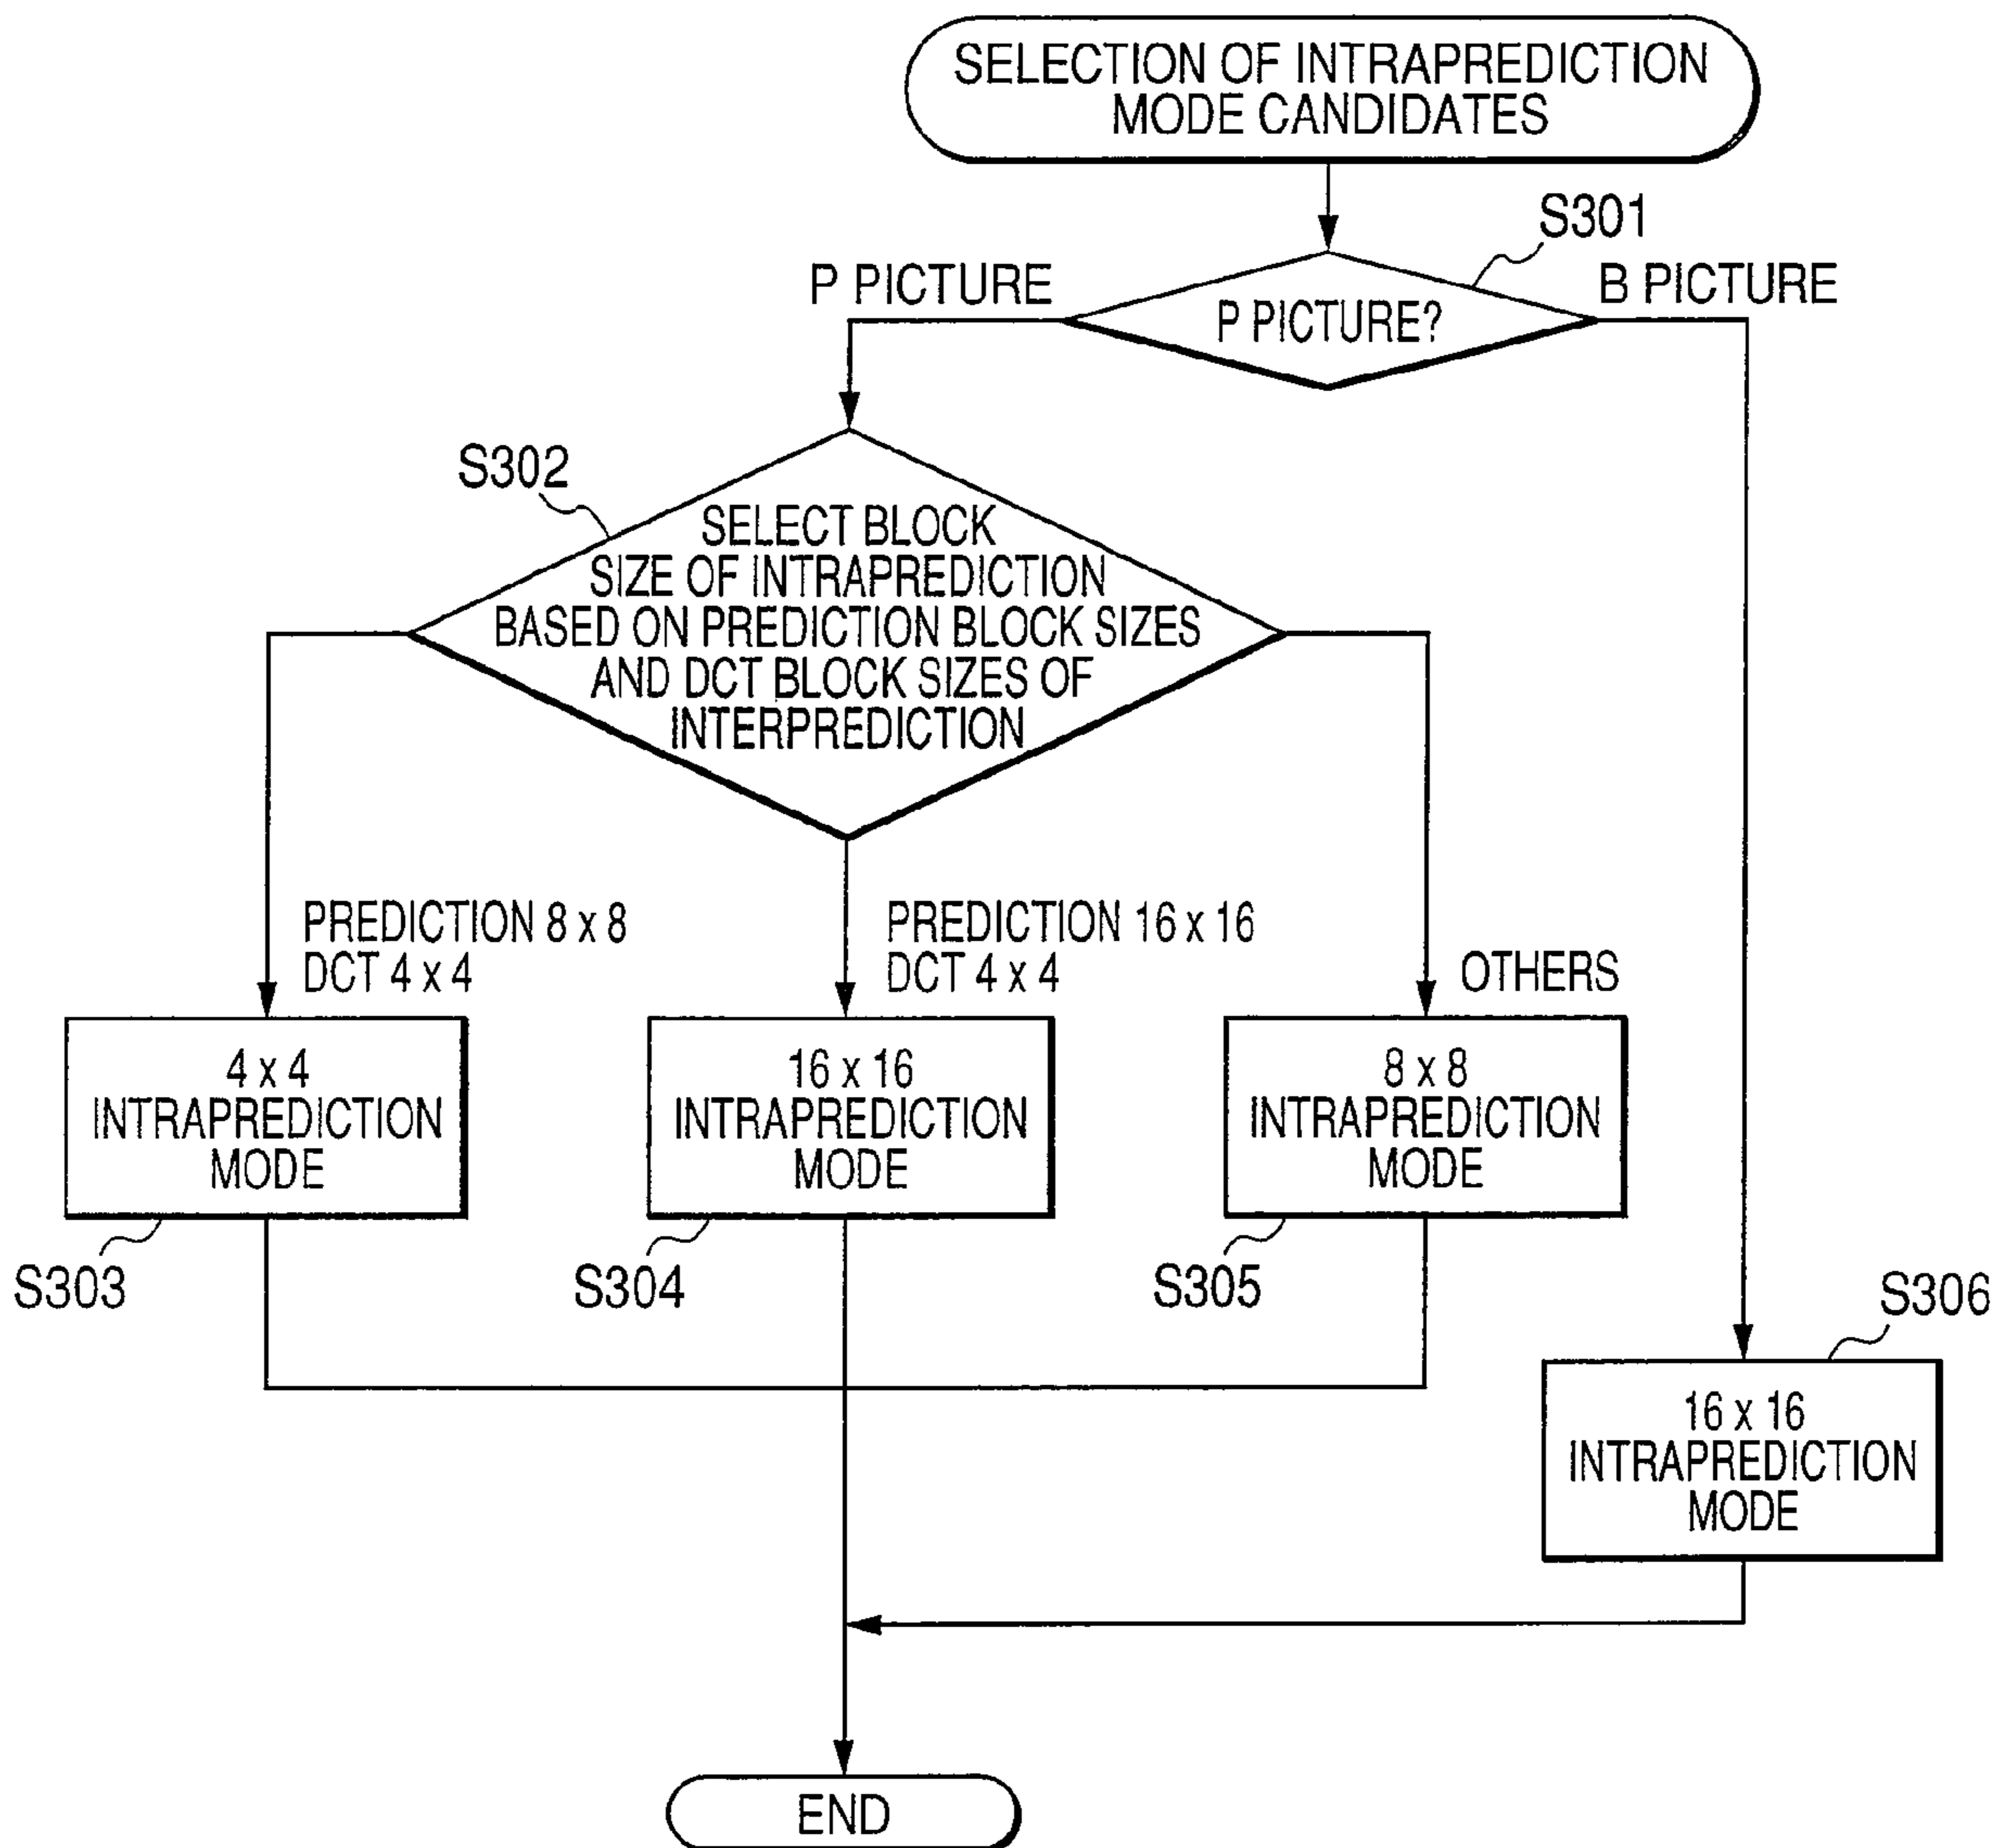 SELECTION OF INTRAPREDICTION
MODE CANDIDATES
S301
P PICTURE
B PICTURE
P PICTURE?
S302
SELECT BLOCK
SIZE OF INTRAPREDICTION
BASED ON PREDICTION BLOCK SIZES
AND DCT BLOCK SIZES OF
INTERPREDICTION
PREDICTION 8 x 8
DCT 4 x 4
PREDICTION 16 x 16
DCT 4 x 4
OTHERS
4 x 4
INTRAPREDICTION
MODE
16 x 16
INTRAPREDICTION
MODE
8 x 8
INTRAPREDICTION
MODE
S303
S304
S305
S306
16 x 16
INTRAPREDICTION
MODE
END